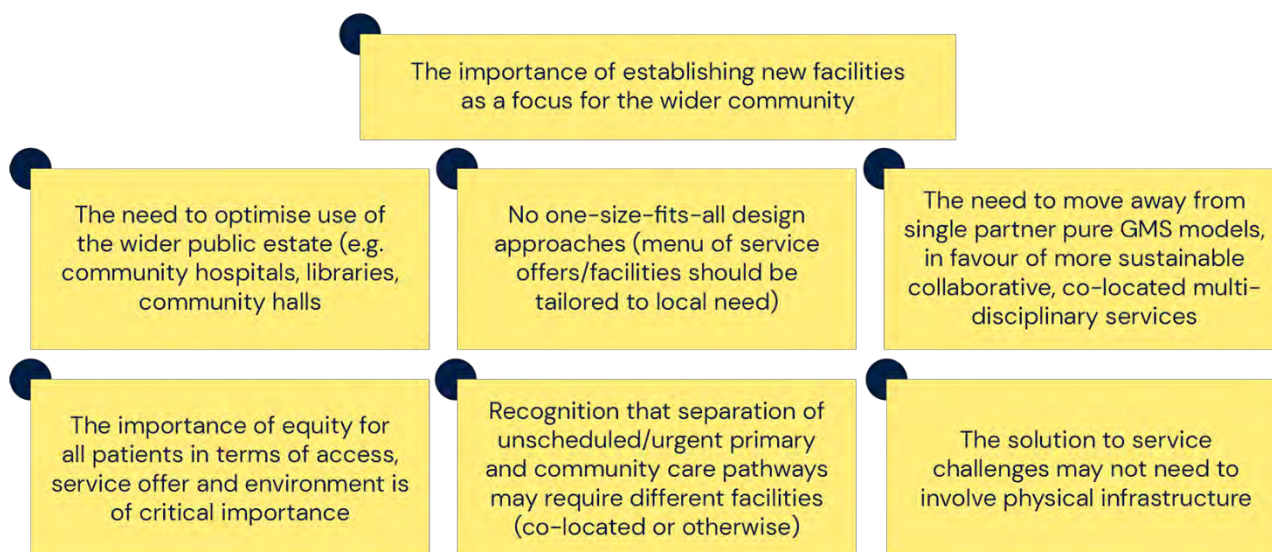 The importance of establishing new facilities
as a focus for the wider community
The need to optimise use of
the wider public estate (e.g.
community hospitals, libraries,
community halls
No one-size-fits-all design
approaches (menu of service
offers/facilities should be
tailored to local need)
The need to move away from
single partner pure GMS models,
in favour of more sustainable
collaborative, co-located multi-
disciplinary services
The importance of equity for
all patients in terms of access,
service offer and environment is
of critical importance
Recognition that separation of
unscheduled/urgent primary
and community care pathways
may require different facilities
(co-located or otherwise)
The solution to service
challenges may not need to
involve physical infrastructure